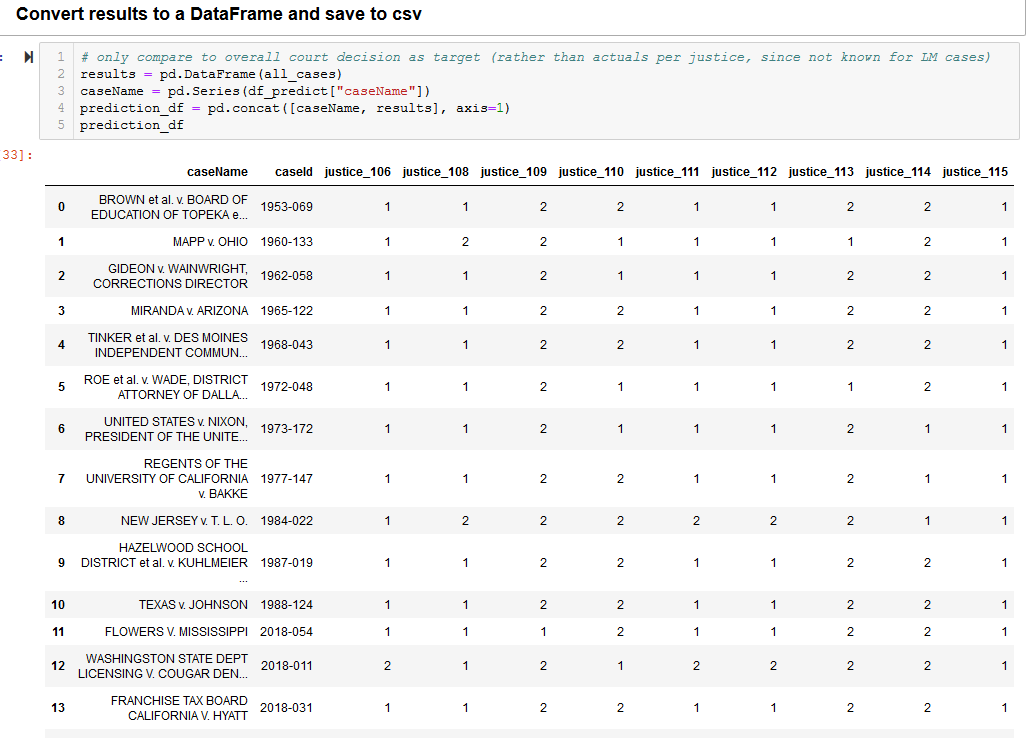 Convert results to a DataFrame and save to csv
1 # only compare to overall court decision as target (rather than actuals per justice, since not known for LM cases)
2 results = pd.DataFrame(all_cases)
3 caseName = pd.Series(df_predict["caseName"])
4 prediction_df = pd.concat([caseName, results], axis=1)
5 prediction_df
33]:
caseName caseId justice_106 justice_108 justice_109 justice_110 justice_111 justice_112 justice_113 justice_114 justice_115
0 BROWN et al. v. BOARD OF
EDUCATION OF TOPEKA e... 1953-069 1 1 2 2 1 1 2 2 1
1 MAPP v. OHIO 1960-133 1 2 2 1 1 1 1 2 1
2 GIDEON v. WAINWRIGHT,
CORRECTIONS DIRECTOR 1962-058 1 1 2 1 1 1 2 2 1
3 MIRANDA v. ARIZONA 1965-122 1 1 2 2 1 1 2 2 1
4 TINKER et al. v. DES MOINES
INDEPENDENT COMMUN... 1968-043 1 1 2 2 1 1 2 2 1
5 ROE et al. v. WADE, DISTRICT
ATTORNEY OF DALLA... 1972-048 1 1 2 1 1 1 1 2 1
6 UNITED STATES v. NIXON,
PRESIDENT OF THE UNITE... 1973-172 1 1 2 1 1 1 2 1 1
7 REGENTS OF THE
UNIVERSITY OF CALIFORNIA
v. BAKKE 1977-147 1 1 2 2 1 1 2 1 1
8 NEW JERSEY v. T. L. O. 1984-022 1 2 2 2 2 2 2 1 1
9 HAZELWOOD SCHOOL
DISTRICT et al. v. KUHLMEIER
... 1987-019 1 1 2 2 1 1 2 2 1
10 TEXAS v. JOHNSON 1988-124 1 1 2 2 1 1 2 2 1
11 FLOWERS V. MISSISSIPPI 2018-054 1 1 1 2 1 1 2 2 1
12 WASHINGSTON STATE DEPT
LICENSING V. COUGAR DEN... 2018-011 2 1 2 1 2 2 2 2 1
13 FRANCHISE TAX BOARD
CALIFORNIA V. HYATT 2018-031 1 1 2 2 1 1 2 2 1